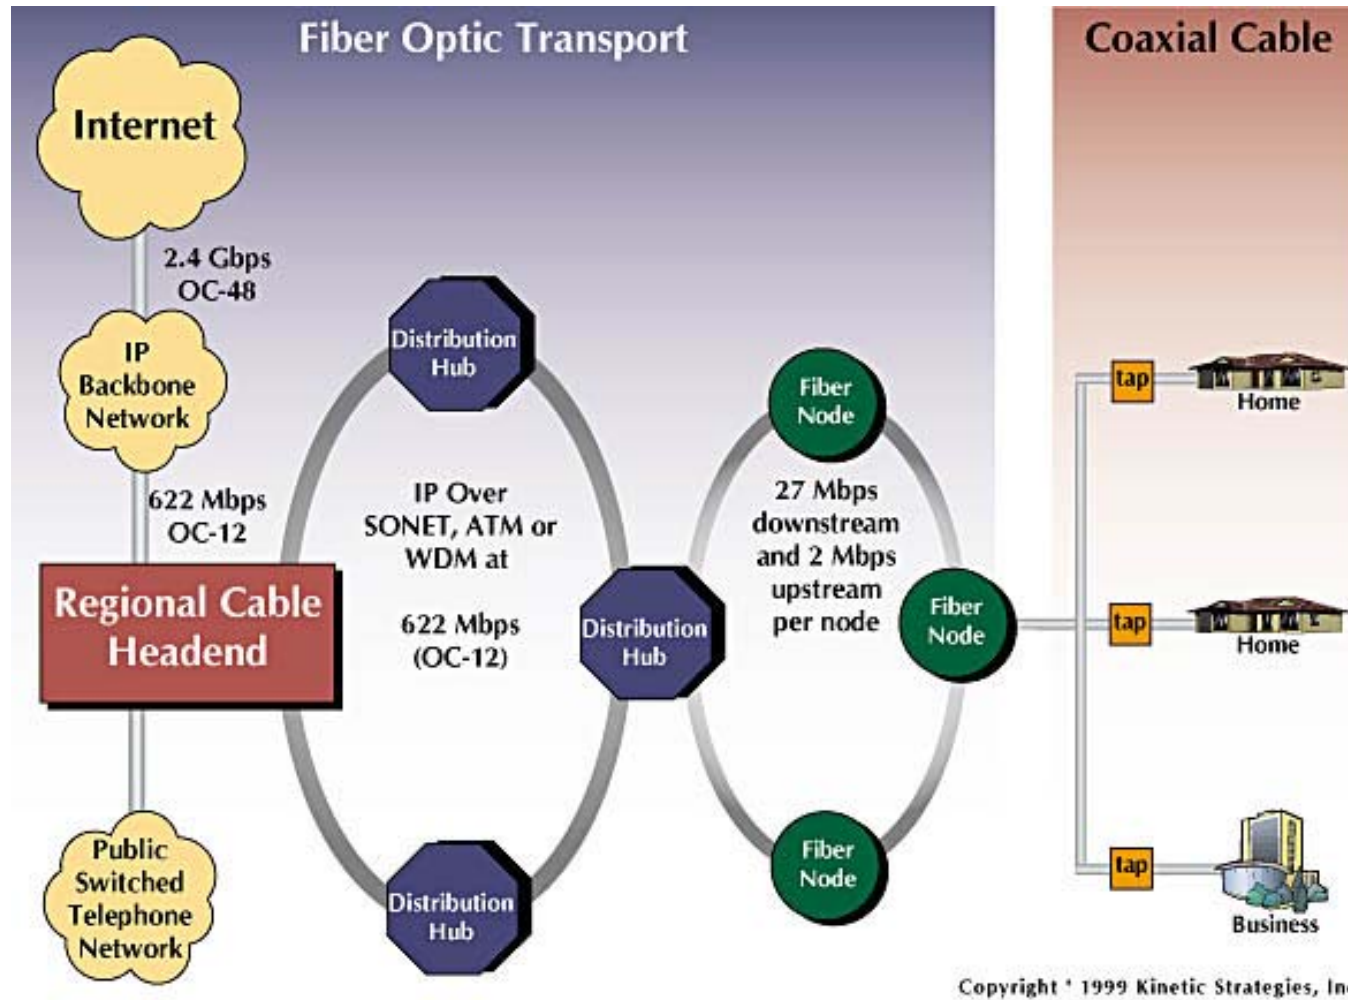 Fiber Optic Transport
Coaxial Cable
Internet
2.4 Gbps
OC-48
IP
Backbone
Network
622 Mbps
OC-12
Regional Cable
Headend
Public
Switched
Telephone
Network
Distribution
Hub
IP Over
SONET, ATM or
WDM at
622 Mbps
(OC-12)
Distribution
Hub
Distribution
Hub
Fiber
Node
27 Mbps
downstream
and 2 Mbps
upstream
per node
Fiber
Node
Fiber
Node
tap
Home
tap
Home
tap
Business
Copyright ' 1999 Kinetic Strategies, Inc